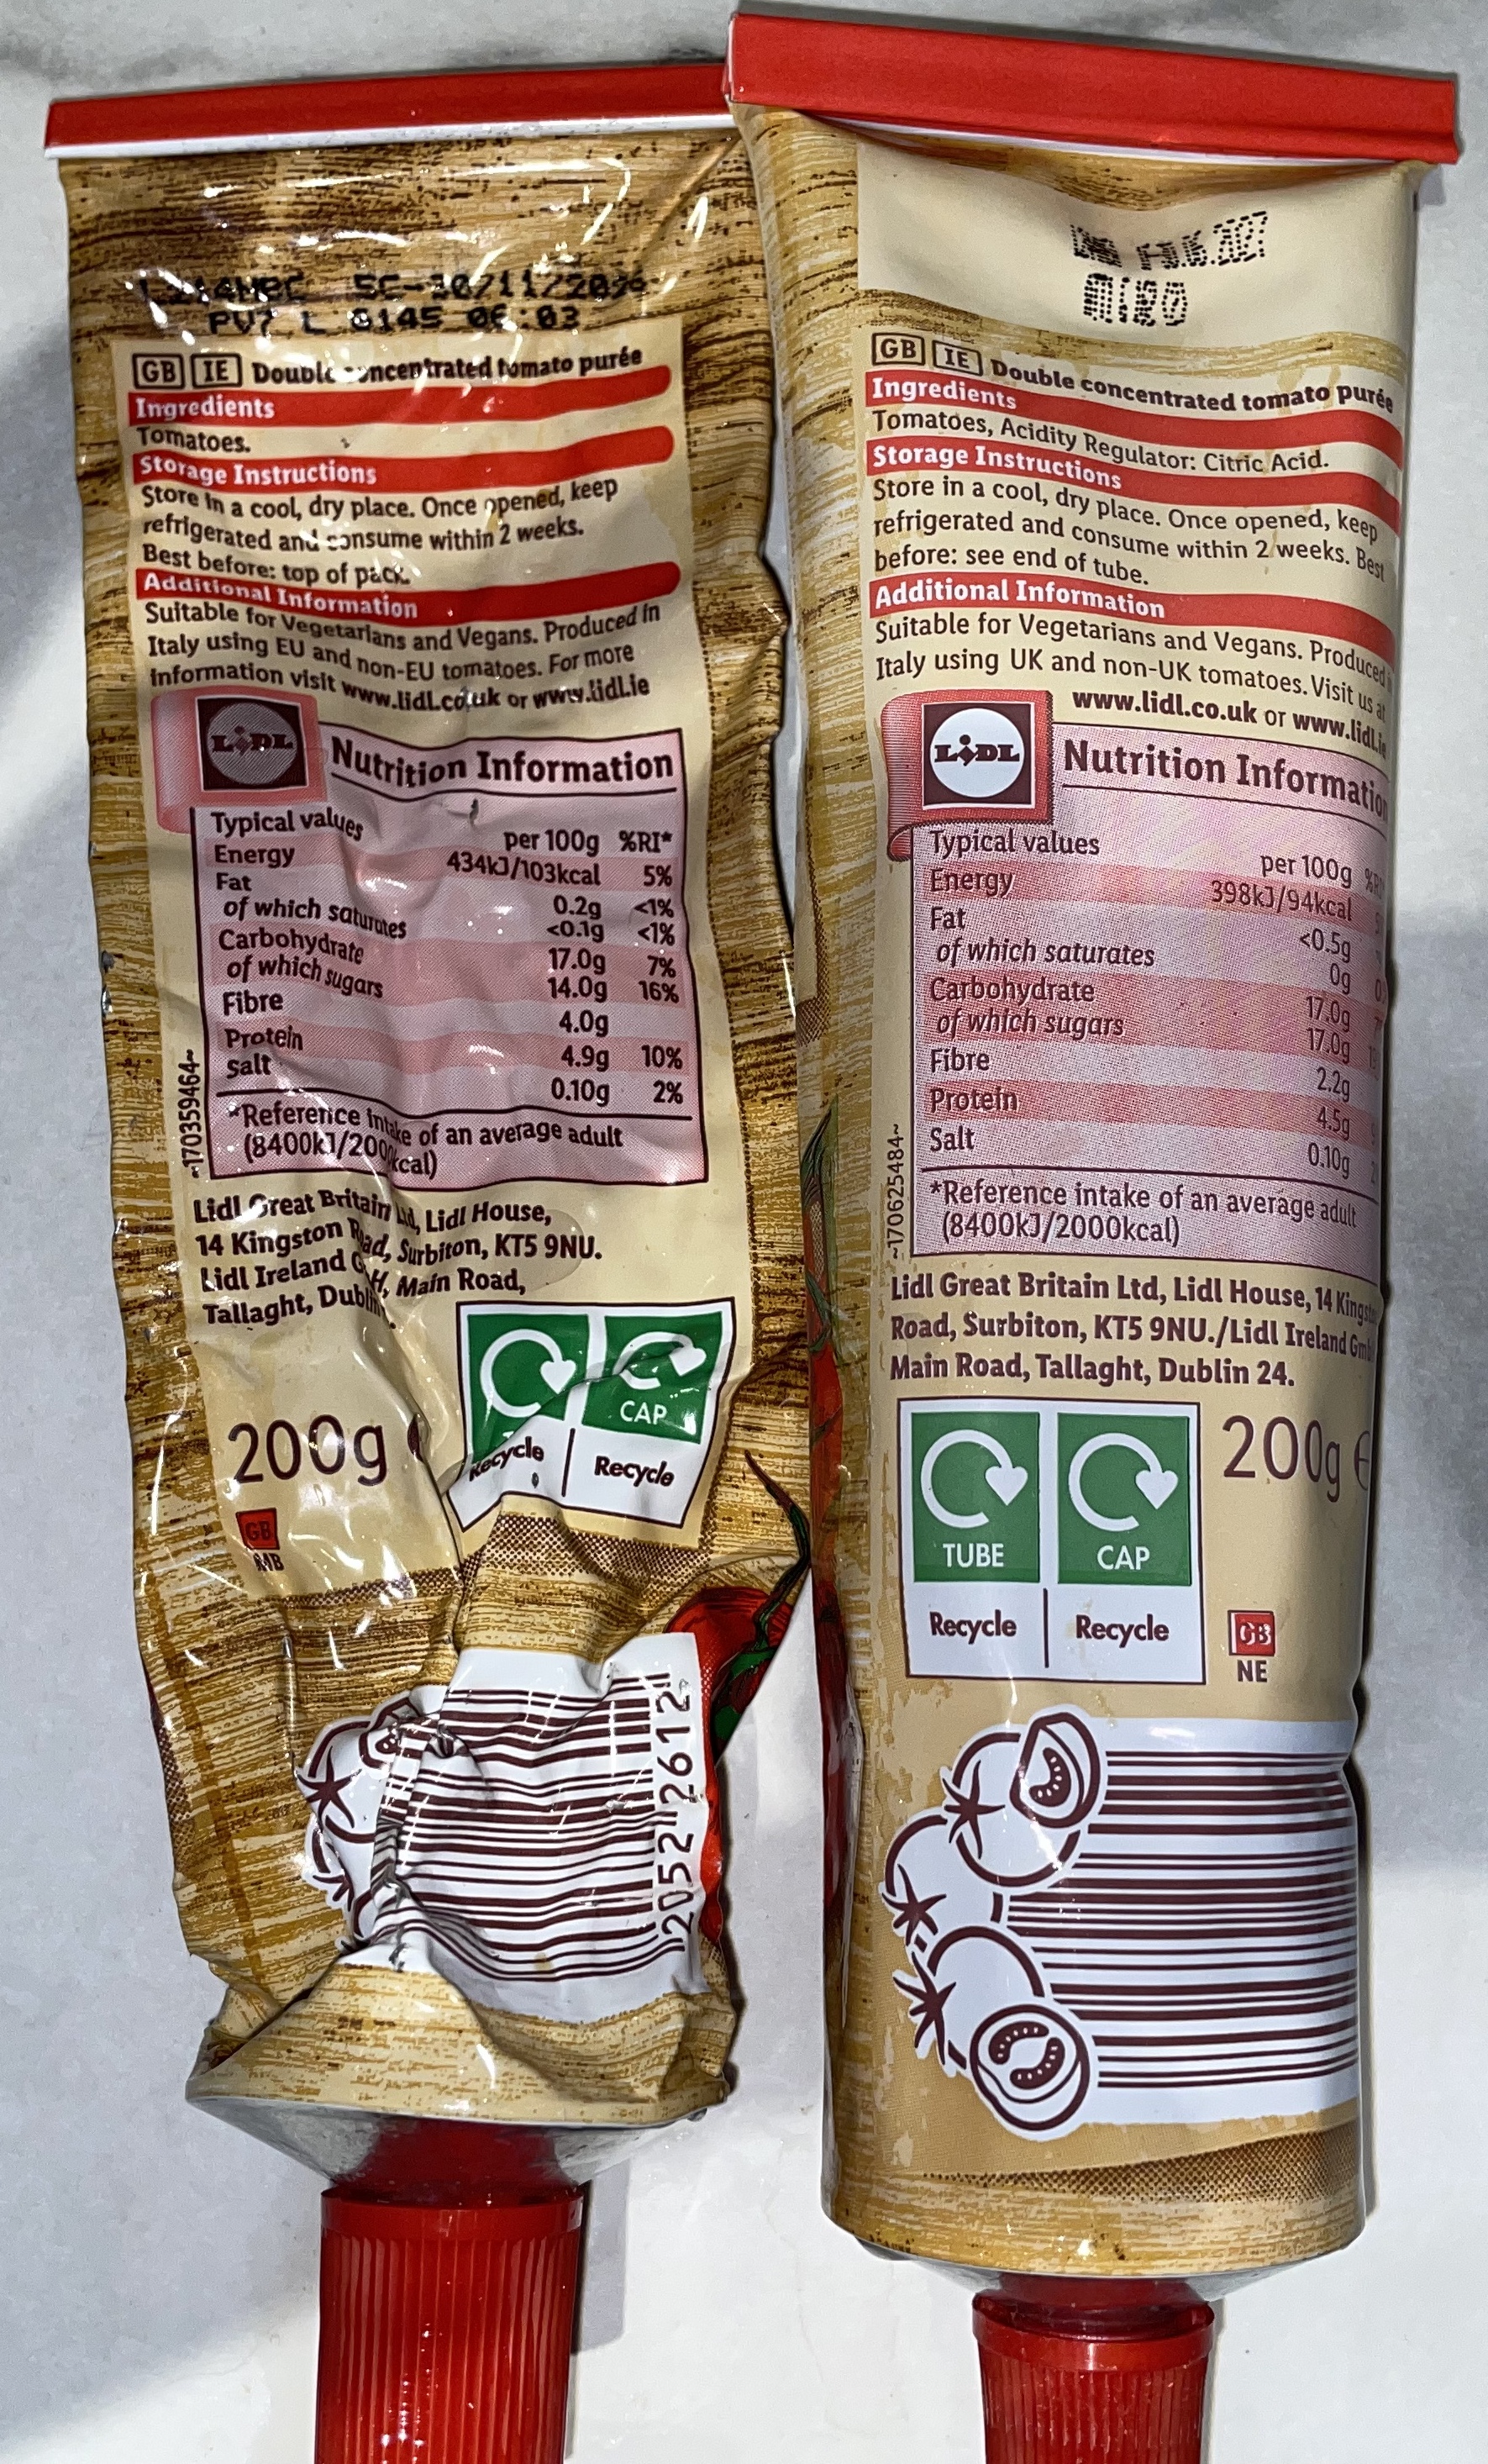 PV7 L 6145 06:03
GB IE Double concentrated tomato purée
Ingredients
Tomatoes.
Storage Instructions
Store in a cool, dry place. Once opened, keep
refrigerated and consume within 2 weeks.
Best before: top of pack.
Additional Information
Suitable for Vegetarians and Vegans. Produced in
Italy using EU and non-EU tomatoes. For more
information visit www.lidl.co.uk or www.lidl.ie
LIDL
Nutrition Information
Typical values per 100g %RI*
Energy 434kJ/103kcal 5%
Fat 0.2g <1%
of which saturates <0.1g <1%
Carbohydrate 17.0g 7%
of which sugars 14.0g 16%
Fibre 4.0g
Protein 4.9g 10%
Salt 0.10g 2%
*Reference intake of an average adult
(8400kJ/2000kcal)
~170359464~
Lidl Great Britain Ltd, Lidl House,
14 Kingston Road, Surbiton, KT5 9NU.
Lidl Ireland GmbH, Main Road,
Tallaght, Dublin
CAP
Recycle Recycle
200g
GB
2052 2612
GB IE Double concentrated tomato purée
Ingredients
Tomatoes, Acidity Regulator: Citric Acid.
Storage Instructions
Store in a cool, dry place. Once opened, keep
refrigerated and consume within 2 weeks. Best
before: see end of tube.
Additional Information
Suitable for Vegetarians and Vegans. Produced
Italy using UK and non-UK tomatoes. Visit us at
www.lidl.co.uk or www.lidl.ie
LIDL
Nutrition Information
Typical values per 100g
Energy 398kJ/94kcal
Fat <0.5g
of which saturates 0g
Carbohydrate 17.0g
of which sugars 17.0g
Fibre 2.2g
Protein 4.5g
Salt 0.10g
*Reference intake of an average adult
(8400kJ/2000kcal)
~170625484~
Lidl Great Britain Ltd, Lidl House, 14 Kingston
Road, Surbiton, KT5 9NU./Lidl Ireland GmbH
Main Road, Tallaght, Dublin 24.
TUBE CAP
Recycle Recycle
200g e
GB
NE